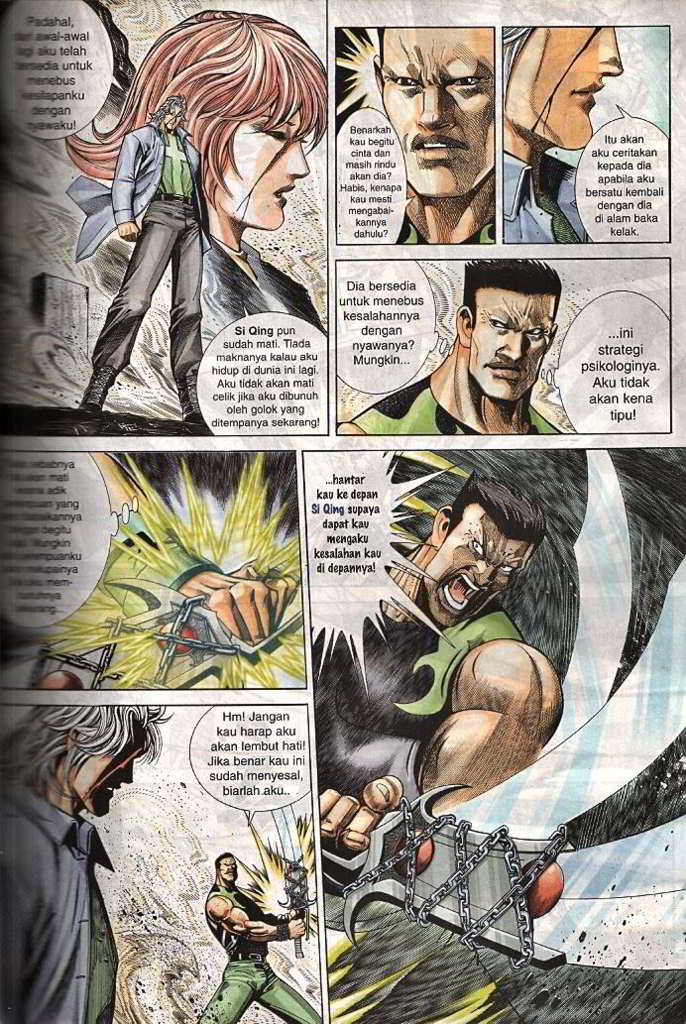 Padahal,
dari awal-awal
lagi aku telah
bersedia untuk
menebus
kesilapanku
dengan
nyawaku!
Si Qing pun
sudah mati. Tiada
maknanya kalau aku
hidup di dunia ini lagi.
Aku tidak akan mati
celik jika aku dibunuh
oleh golok yang
ditempanya sekarang!
Benarkah
kau begitu
cinta dan
masih rindu
akan dia?
Habis, kenapa
kau mesti
mengabai-
kannya
dahulu?
Itu akan
aku ceritakan
kepada dia
apabila aku
bersatu kembali
dengan dia
di alam baka
kelak.
Dia bersedia
untuk menebus
kesalahannya
dengan
nyawanya?
Mungkin...
...ini
strategi
psikologinya.
Aku tidak
akan kena
tipu!
adik
yang
begitu
Mungkin
...hantar
kau ke depan
Si Qing supaya
dapat kau
mengaku
kesalahan kau
di depannya!
Hm! Jangan
kau harap aku
akan lembut hati!
Jika benar kau ini
sudah menyesal,
biarlah aku..